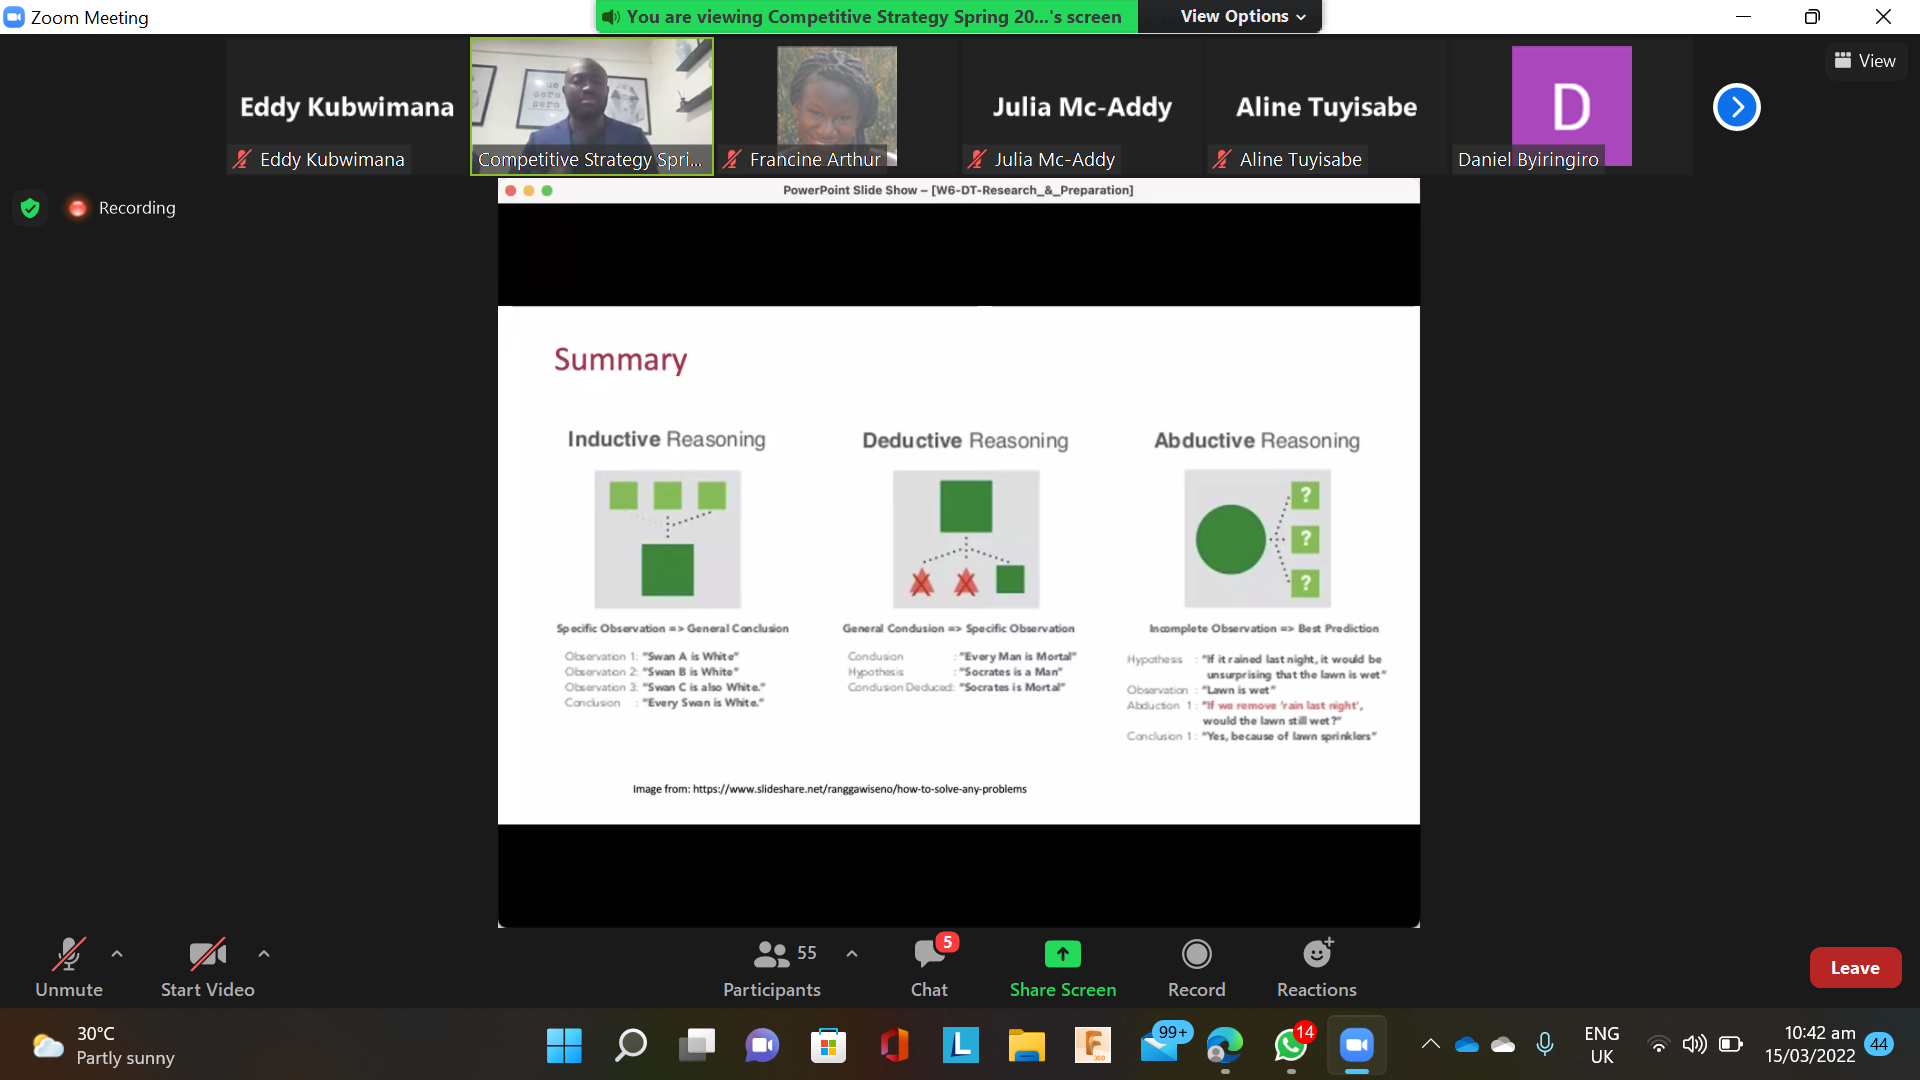 Zoom Meeting
You are viewing Competitive Strategy Spring 20...'s screen
View Options
View
Eddy Kubwimana
Julia Mc-Addy
Aline Tuyisabe
D
Eddy Kubwimana
Competitive Strategy Spri...
Francine Arthur
Julia Mc-Addy
Aline Tuyisabe
Daniel Byiringiro
que
sera
sera
Recording
PowerPoint Slide Show – [W6-DT-Research_&_Preparation]
Summary
Inductive Reasoning
Specific Observation => General Conclusion
Observation 1: "Swan A is White"
Observation 2: "Swan B is White"
Observation 3: "Swan C is also White."
Conclusion : "Every Swan is White."
Deductive Reasoning
General Condusion => Specific Observation
Condusion : "Every Man is Mortal"
Hypothesis : "Socrates is a Man"
Condusion Deduced: "Socrates is Mortal"
Abductive Reasoning
?
?
?
Incomplete Observation => Best Prediction
Hypothesis : "If it rained last night, it would be
unsurprising that the lawn is wet"
Observation : "Lawn is wet"
Abduction 1 : "If we remove 'rain last night',
would the lawn still wet?"
Conclusion 1 : "Yes, because of lawn sprinklers"
Image from: https://www.slideshare.net/ranggawiseno/how-to-solve-any-problems
Unmute
Start Video
55
Participants
5
Chat
Share Screen
Record
Reactions
Leave
30°C
Partly sunny
L
F
360
99+
14
ENG
UK
10:42 am
15/03/2022
44